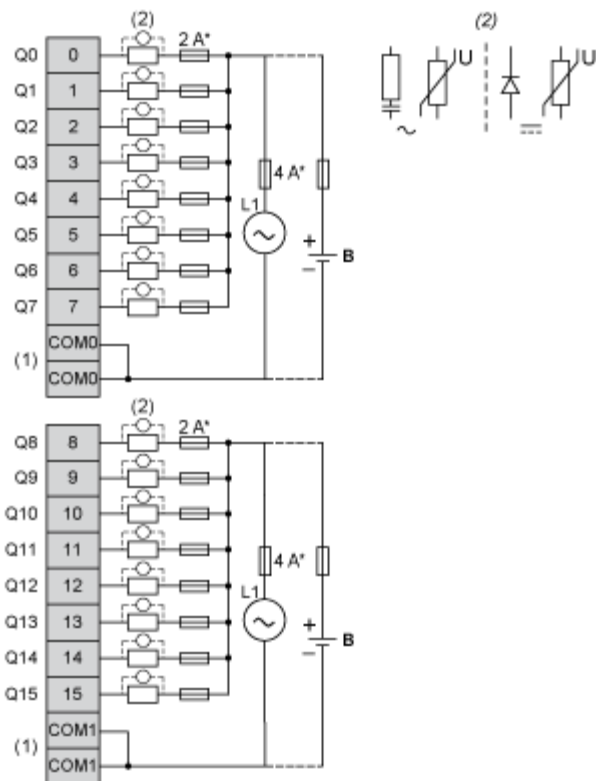 (2)
Q0 0 2 A*
Q1 1
Q2 2
Q3 3
Q4 4 4 A*
Q5 5 L1
Q6 6 + B
Q7 7 −
(1) COM0
COM0
(2)
U U
(2)
Q8 8 2 A*
Q9 9
Q10 10
Q11 11 4 A*
Q12 12 L1
Q13 13 +
Q14 14 − B
Q15 15
(1) COM1
COM1